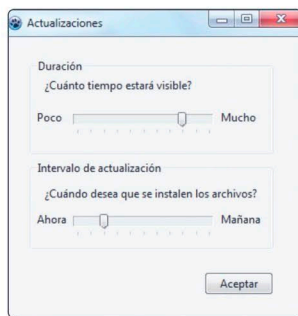 Actualizaciones
Duración
¿Cuánto tiempo estará visible?
Poco Mucho
Intervalo de actualización
¿Cuándo desea que se instalen los archivos?
Ahora Mañana
Aceptar